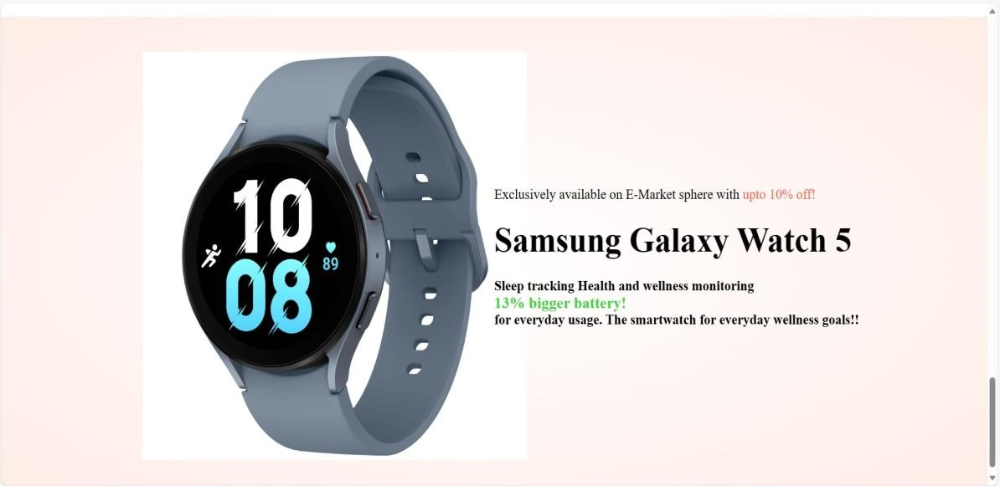 10
08
89
Exclusively available on E-Market sphere with upto 10% off!
Samsung Galaxy Watch 5
Sleep tracking Health and wellness monitoring
13% bigger battery!
for everyday usage. The smartwatch for everyday wellness goals!!